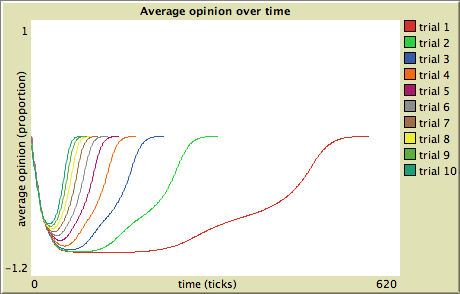 Average opinion over time
1
average opinion (proportion)
-1.2
0
time (ticks)
620
trial 1
trial 2
trial 3
trial 4
trial 5
trial 6
trial 7
trial 8
trial 9
trial 10